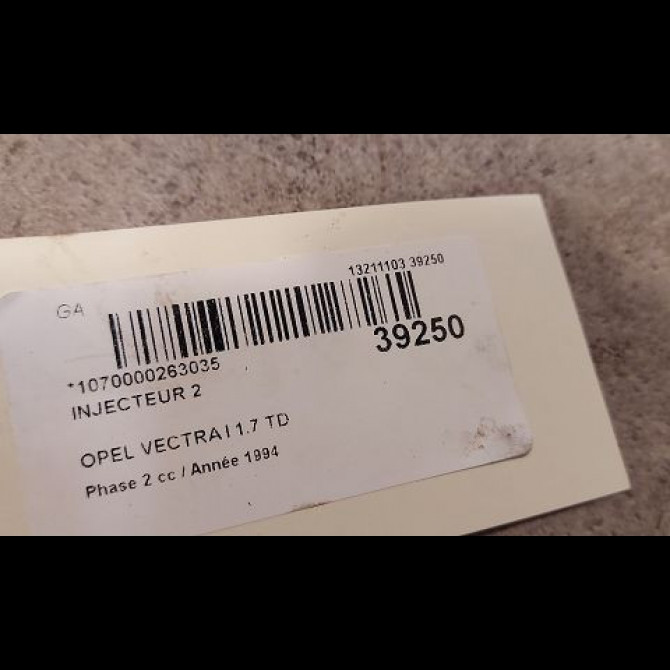 13211103 39250
GA
39250
*1070000263035
INJECTEUR 2
OPEL VECTRA I 1.7 TD
Phase 2 cc / Année 1994